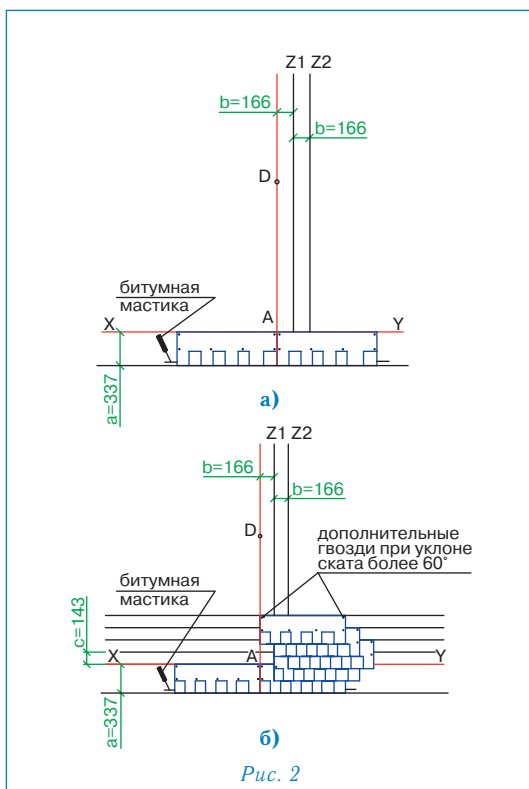 Z1 Z2
b=166
b=166
D
битумная
мастика
X
A
Y
a=337
а)
Z1 Z2
b=166
b=166
D
дополнительные
гвозди при уклоне
ската более 60°
битумная
мастика
c=143
X
A
Y
a=337
б)
Рис. 2